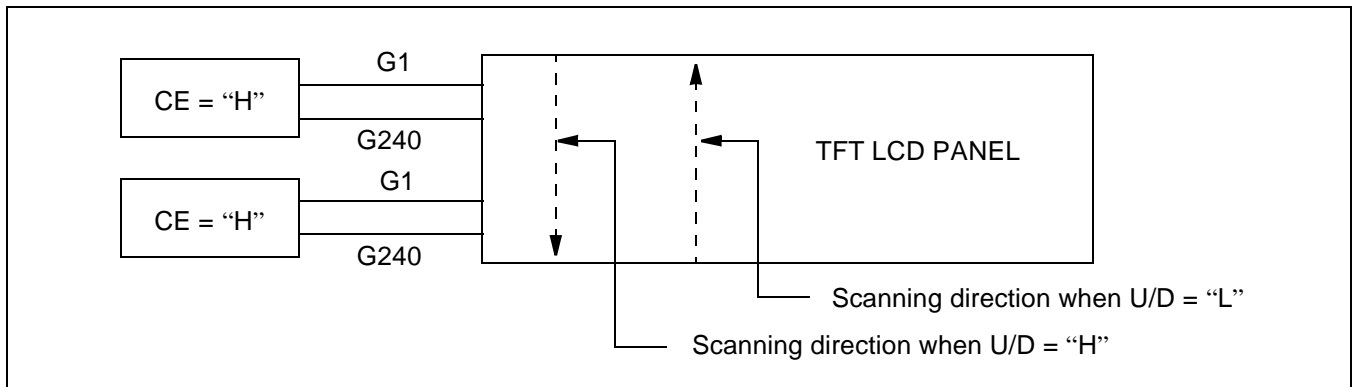 G1
CE = “H”
G240
TFT LCD PANEL
G1
CE = “H”
G240
Scanning direction when U/D = “L”
Scanning direction when U/D = “H”